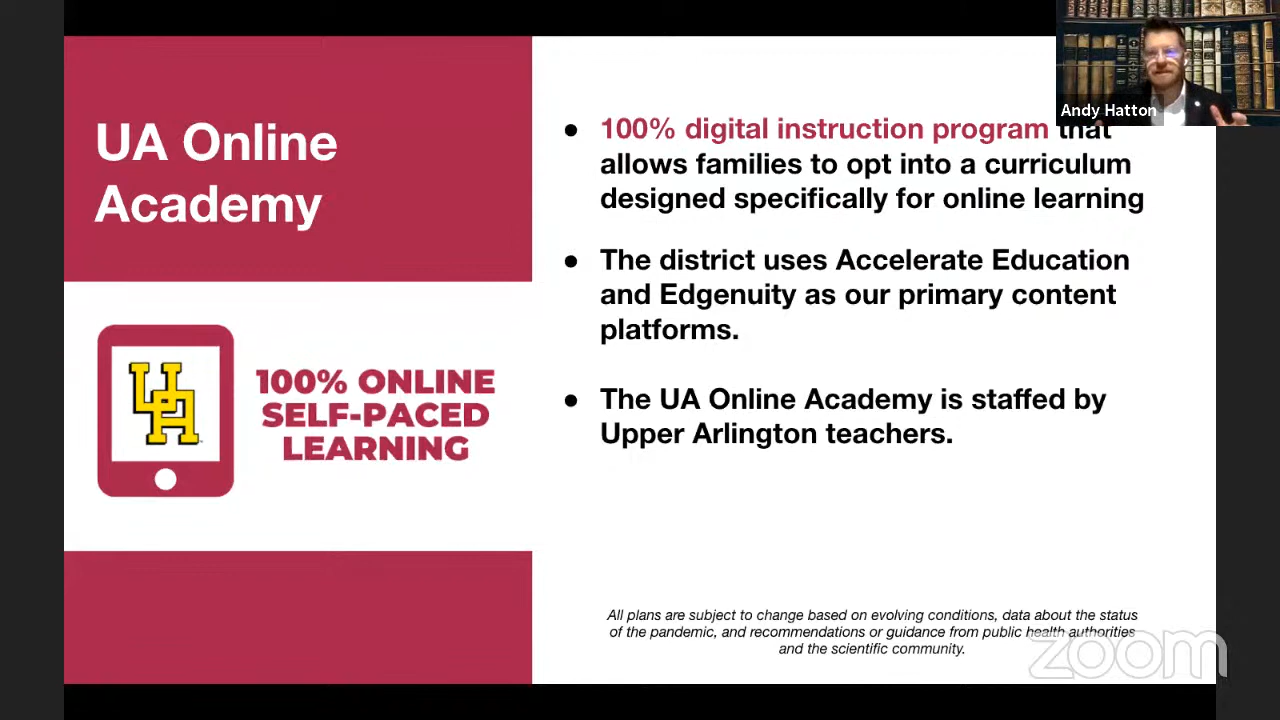 UA Online
Academy
UA
100% ONLINE
SELF-PACED
LEARNING
Andy Hatton
● 100% digital instruction program that
allows families to opt into a curriculum
designed specifically for online learning
● The district uses Accelerate Education
and Edgenuity as our primary content
platforms.
● The UA Online Academy is staffed by
Upper Arlington teachers.
All plans are subject to change based on evolving conditions, data about the status
of the pandemic, and recommendations or guidance from public health authorities
and the scientific community.
zoom